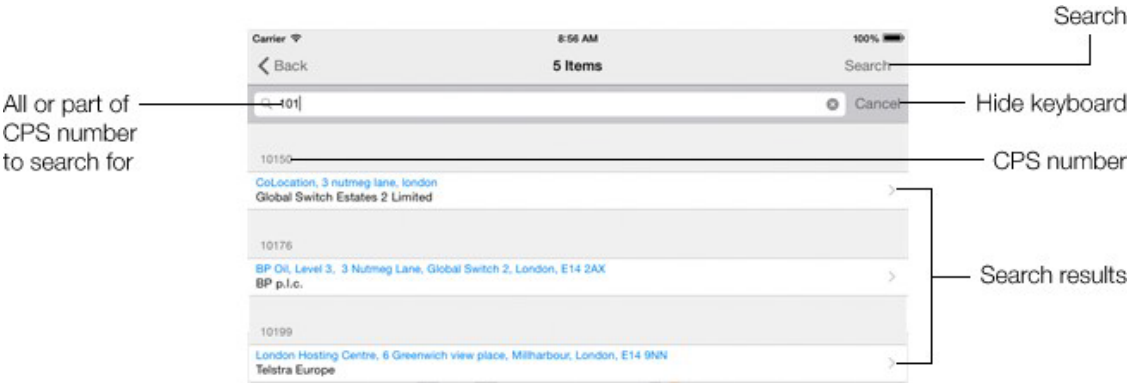 Search
Carrier 8:56 AM 100%
Back 5 Items Search
All or part of
CPS number
to search for
101 Cancel
Hide keyboard
10150
CPS number
CoLocation, 3 nutmeg lane, london
Global Switch Estates 2 Limited
10176
BP Oil, Level 3, 3 Nutmeg Lane, Global Switch 2, London, E14 2AX
BP p.l.c.
Search results
10199
London Hosting Centre, 6 Greenwich view place, Millharbour, London, E14 9NN
Telstra Europe